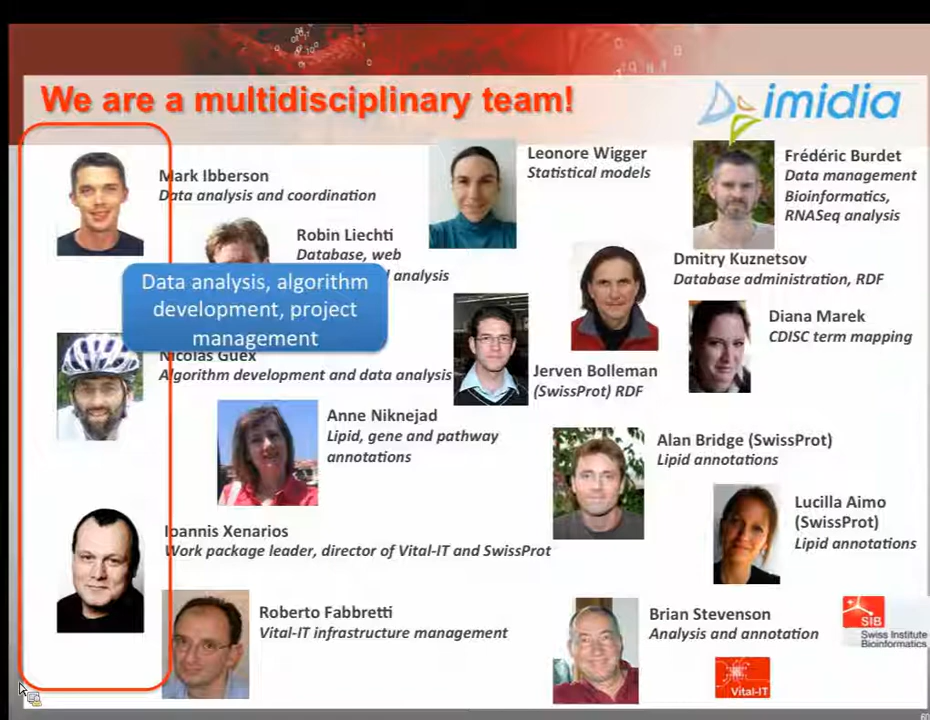 We are a multidisciplinary team!
imidia
Mark Ibberson
Data analysis and coordination
Leonore Wigger
Statistical models
Frédéric Burdet
Data management
Bioinformatics,
RNASeq analysis
Robin Liechti
Database, web
analysis
Data analysis, algorithm
development, project
management
Dmitry Kuznetsov
Database administration, RDF
Diana Marek
CDISC term mapping
Nicolas Guex
Algorithm development and data analysis
Jerven Bolleman
(SwissProt) RDF
Anne Niknejad
Lipid, gene and pathway
annotations
Alan Bridge (SwissProt)
Lipid annotations
Lucilla Aimo
(SwissProt)
Lipid annotations
Ioannis Xenarios
Work package leader, director of Vital-IT and SwissProt
Roberto Fabbretti
Vital-IT infrastructure management
Brian Stevenson
Analysis and annotation
SIB
Swiss Institute
Bioinformatics
Vital-IT